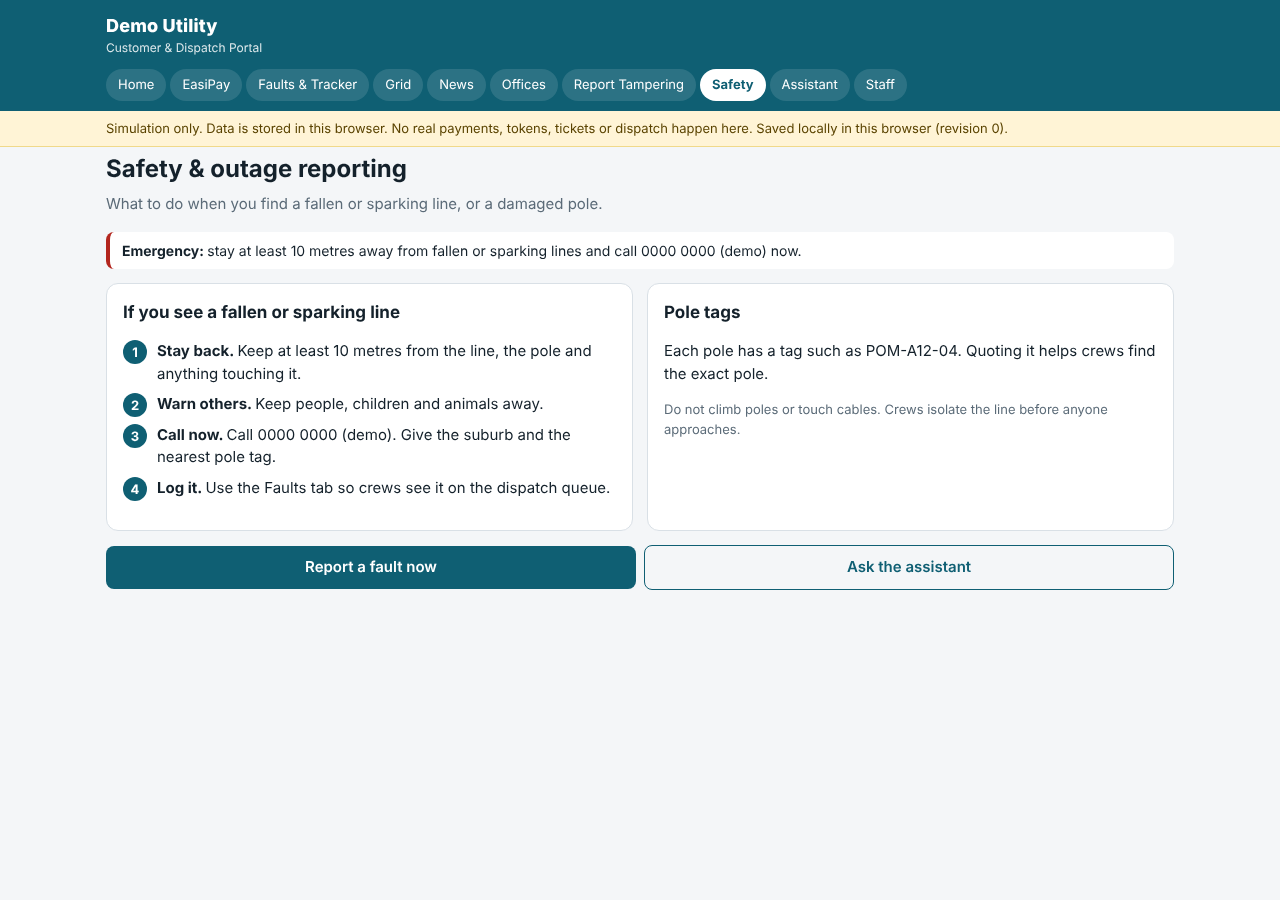 Demo Utility
Customer & Dispatch Portal
Home EasiPay Faults & Tracker Grid News Offices Report Tampering Safety Assistant Staff
Simulation only. Data is stored in this browser. No real payments, tokens, tickets or dispatch happen here. Saved locally in this browser (revision 0).
Safety & outage reporting
What to do when you find a fallen or sparking line, or a damaged pole.
Emergency: stay at least 10 metres away from fallen or sparking lines and call 0000 0000 (demo) now.
If you see a fallen or sparking line
1 Stay back. Keep at least 10 metres from the line, the pole and
anything touching it.
2 Warn others. Keep people, children and animals away.
3 Call now. Call 0000 0000 (demo). Give the suburb and the
nearest pole tag.
4 Log it. Use the Faults tab so crews see it on the dispatch queue.
Pole tags
Each pole has a tag such as POM-A12-04. Quoting it helps crews find
the exact pole.
Do not climb poles or touch cables. Crews isolate the line before anyone
approaches.
Report a fault now
Ask the assistant